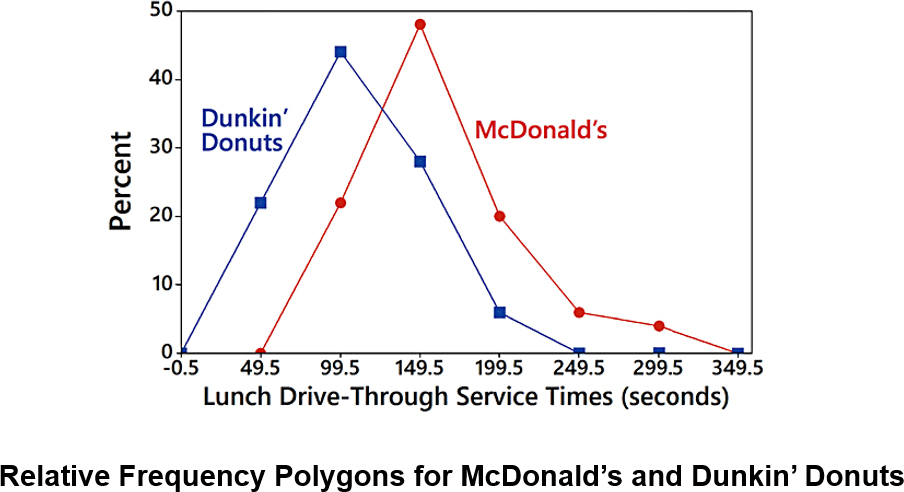 50
40
30
20
10
0
Percent
Dunkin’
Donuts
McDonald’s
-0.5 49.5 99.5 149.5 199.5 249.5 299.5 349.5
Lunch Drive-Through Service Times (seconds)
Relative Frequency Polygons for McDonald’s and Dunkin’ Donuts